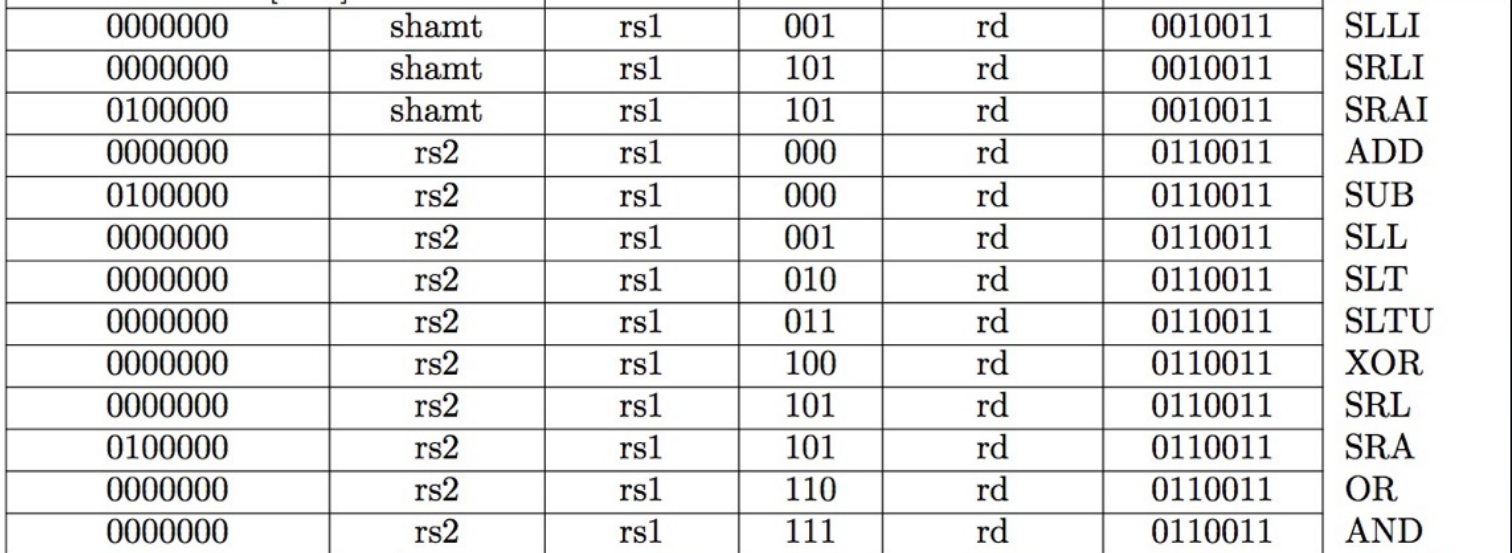 0000000 shamt rs1 001 rd 0010011 SLLI
0000000 shamt rs1 101 rd 0010011 SRLI
0100000 shamt rs1 101 rd 0010011 SRAI
0000000 rs2 rs1 000 rd 0110011 ADD
0100000 rs2 rs1 000 rd 0110011 SUB
0000000 rs2 rs1 001 rd 0110011 SLL
0000000 rs2 rs1 010 rd 0110011 SLT
0000000 rs2 rs1 011 rd 0110011 SLTU
0000000 rs2 rs1 100 rd 0110011 XOR
0000000 rs2 rs1 101 rd 0110011 SRL
0100000 rs2 rs1 101 rd 0110011 SRA
0000000 rs2 rs1 110 rd 0110011 OR
0000000 rs2 rs1 111 rd 0110011 AND